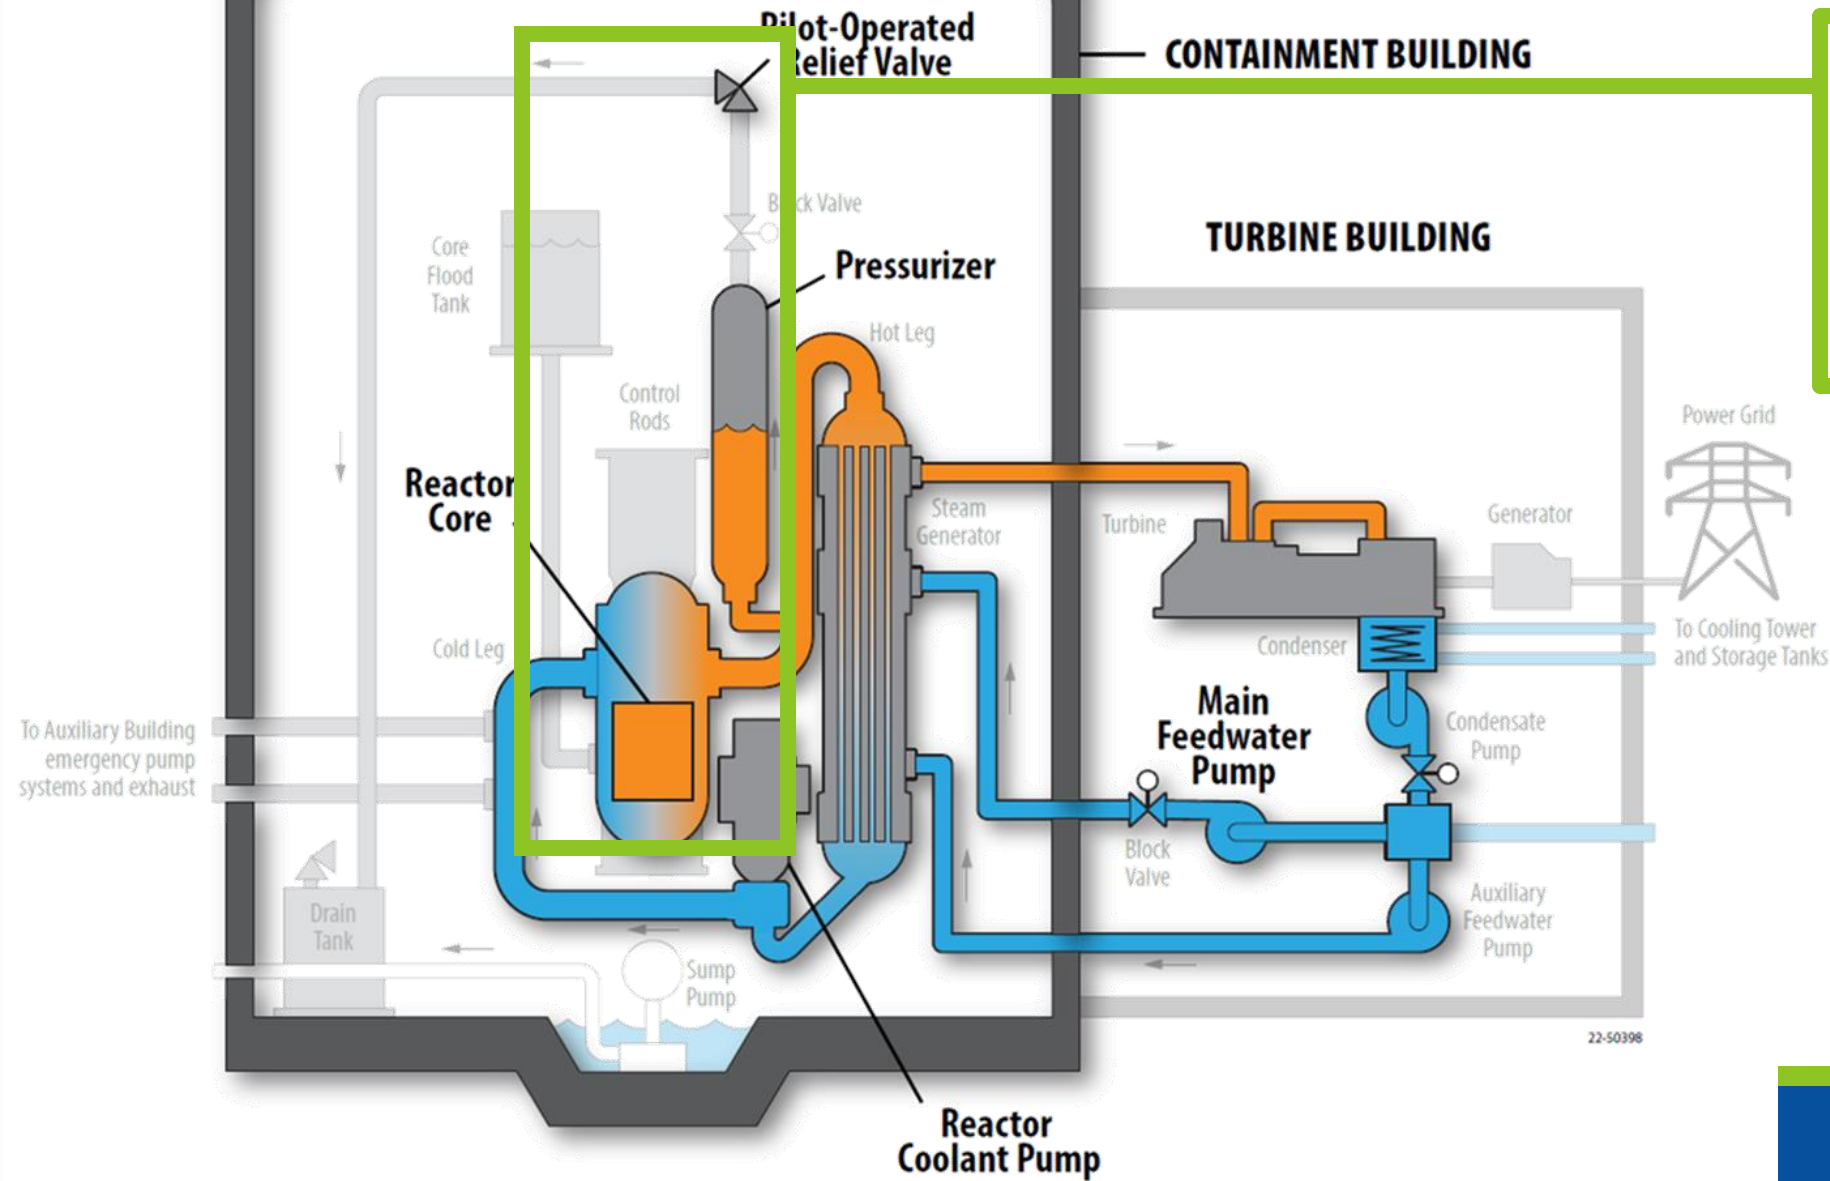 Pilot-Operated
Relief Valve
CONTAINMENT BUILDING
Block Valve
TURBINE BUILDING
Core
Flood
Tank
Pressurizer
Hot Leg
Control
Rods
Power Grid
Reactor
Core
Steam
Generator
Turbine
Generator
Cold Leg
Condenser
To Cooling Tower
and Storage Tanks
Main
Feedwater
Pump
To Auxiliary Building
emergency pump
systems and exhaust
Condensate
Pump
Block
Valve
Drain
Tank
Auxiliary
Feedwater
Pump
Sump
Pump
22-50398
Reactor
Coolant Pump